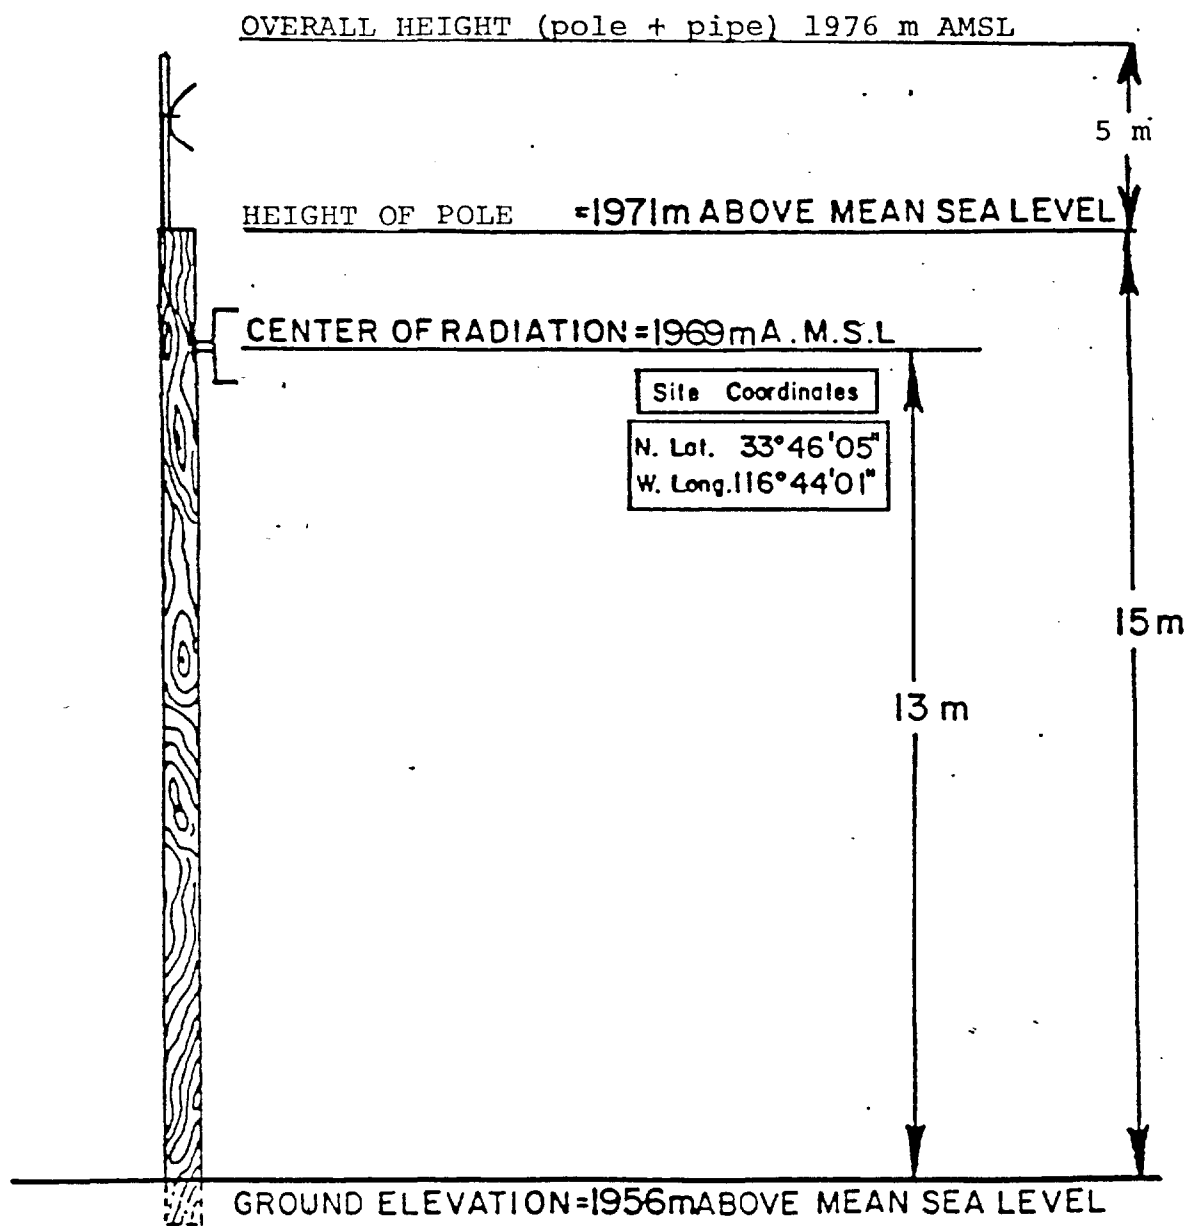 OVERALL HEIGHT (pole + pipe) 1976 m AMSL
5 m
HEIGHT OF POLE =1971m ABOVE MEAN SEA LEVEL
CENTER OF RADIATION=1969mA.M.S.L
Site Coordinates
N. Lat. 33°46'05"
W. Long.116°44'01"
15m
13 m
GROUND ELEVATION=1956mABOVE MEAN SEA LEVEL